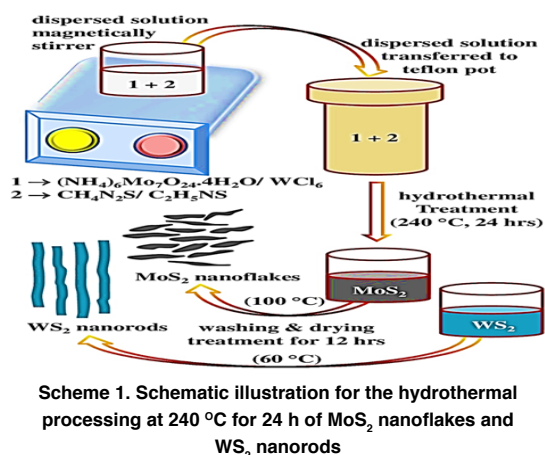 dispersed solution
magnetically
stirrer
dispersed solution
transferred to
teflon pot
1 + 2
1 + 2
1 → (NH₄)₆Mo₇O₂₄.4H₂O/ WCl₆
2 → CH₄N₂S/ C₂H₅NS
hydrothermal
Treatment
(240 °C, 24 hrs)
MoS₂ nanoflakes
MoS₂
(100 °C)
WS₂
WS₂ nanorods
washing & drying
treatment for 12 hrs
(60 °C)
Scheme 1. Schematic illustration for the hydrothermal
processing at 240 ᴼC for 24 h of MoS₂ nanoflakes and
WS₂ nanorods